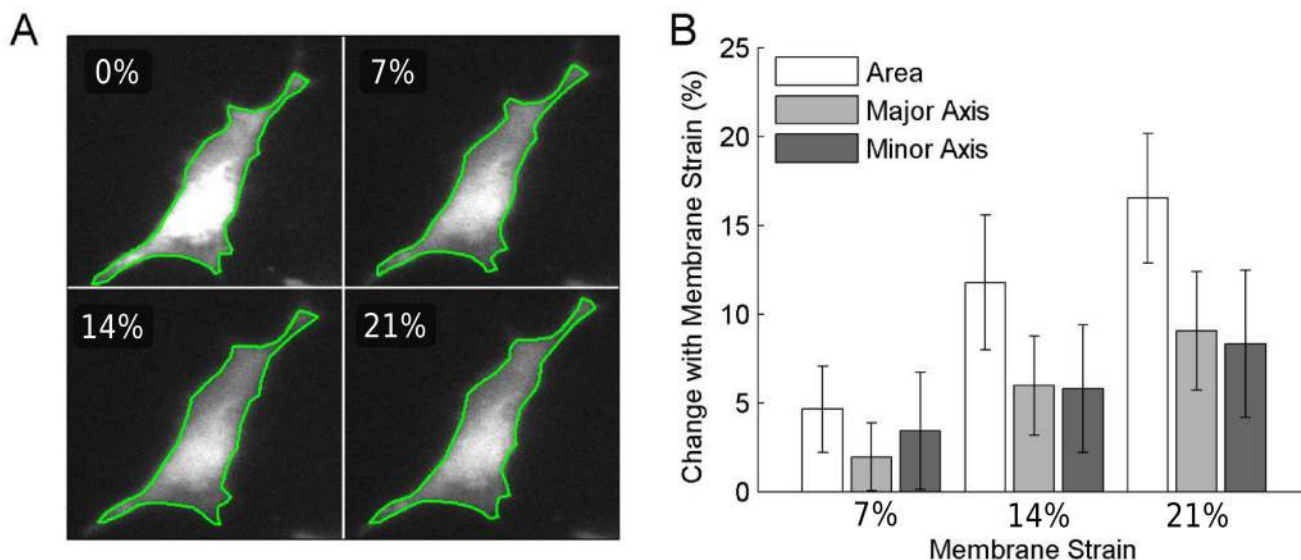 A
0%
7%
14%
21%
B
Change with Membrane Strain (%)
25
20
15
10
5
0
Area
Major Axis
Minor Axis
7%
14%
21%
Membrane Strain